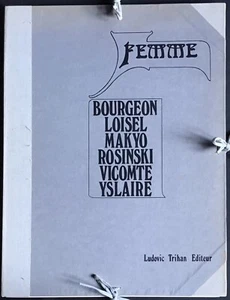 FEMME
BOURGEON
LOISEL
MAKYO
ROSINSKI
VICOMTE
YSLAIRE
Ludovic Trihan Editeur